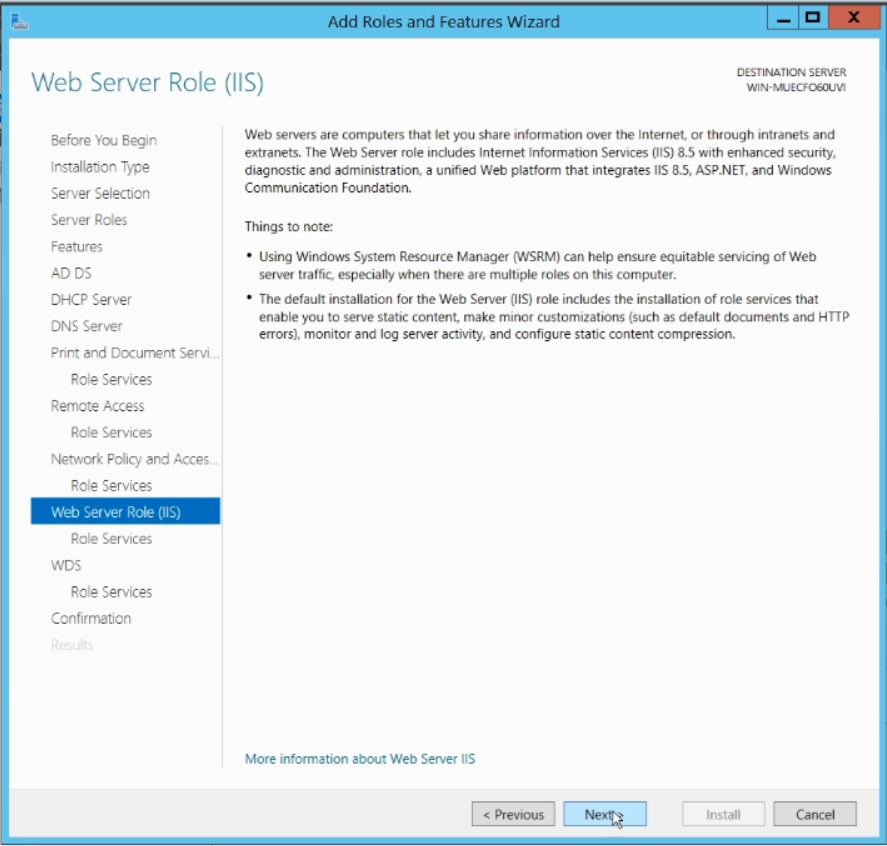 Add Roles and Features Wizard
Web Server Role (IIS)
DESTINATION SERVER
WIN-MUECFO60UVI
Before You Begin
Installation Type
Server Selection
Server Roles
Features
AD DS
DHCP Server
DNS Server
Print and Document Servi...
Role Services
Remote Access
Role Services
Network Policy and Acces...
Role Services
Web Server Role (IIS)
Role Services
WDS
Role Services
Confirmation
Results
Web servers are computers that let you share information over the Internet, or through intranets and
extranets. The Web Server role includes Internet Information Services (IIS) 8.5 with enhanced security,
diagnostic and administration, a unified Web platform that integrates IIS 8.5, ASP.NET, and Windows
Communication Foundation.
Things to note:
• Using Windows System Resource Manager (WSRM) can help ensure equitable servicing of Web
server traffic, especially when there are multiple roles on this computer.
• The default installation for the Web Server (IIS) role includes the installation of role services that
enable you to serve static content, make minor customizations (such as default documents and HTTP
errors), monitor and log server activity, and configure static content compression.
More information about Web Server IIS
< Previous
Next >
Install
Cancel